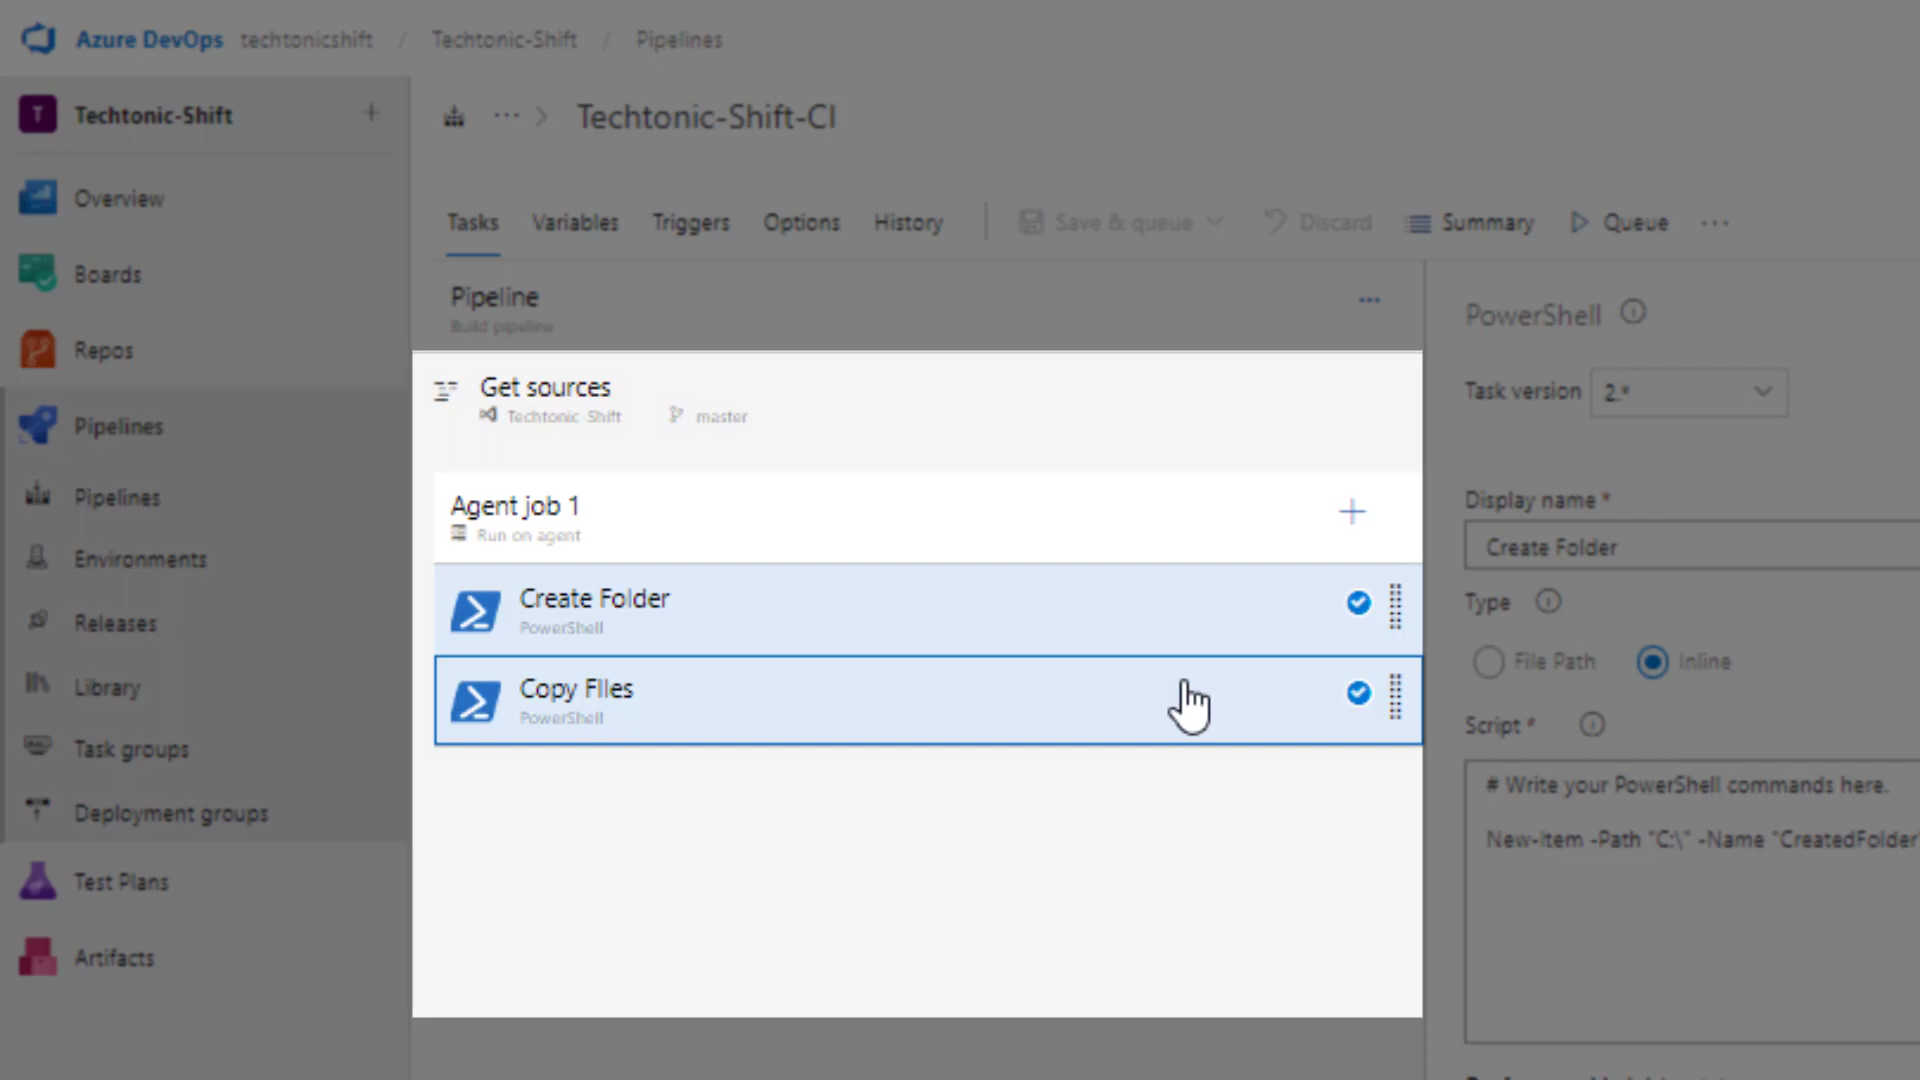 Azure DevOps techtonicshift / Techtonic-Shift / Pipelines
T Techtonic-Shift +
··· > Techtonic-Shift-CI
Overview
Boards
Repos
Pipelines
Pipelines
Environments
Releases
Library
Task groups
Deployment groups
Test Plans
Artifacts
Tasks Variables Triggers Options History Save & queue Discard Summary Queue ···
Pipeline ···
Build pipeline
Get sources
Techtonic-Shift master
Agent job 1 +
Run on agent
Create Folder
PowerShell
Copy FIles
PowerShell
PowerShell
Task version 2.*
Display name *
Create Folder
Type
File Path Inline
Script *
# Write your PowerShell commands here.
New-Item -Path "C:\" -Name "CreatedFolder"